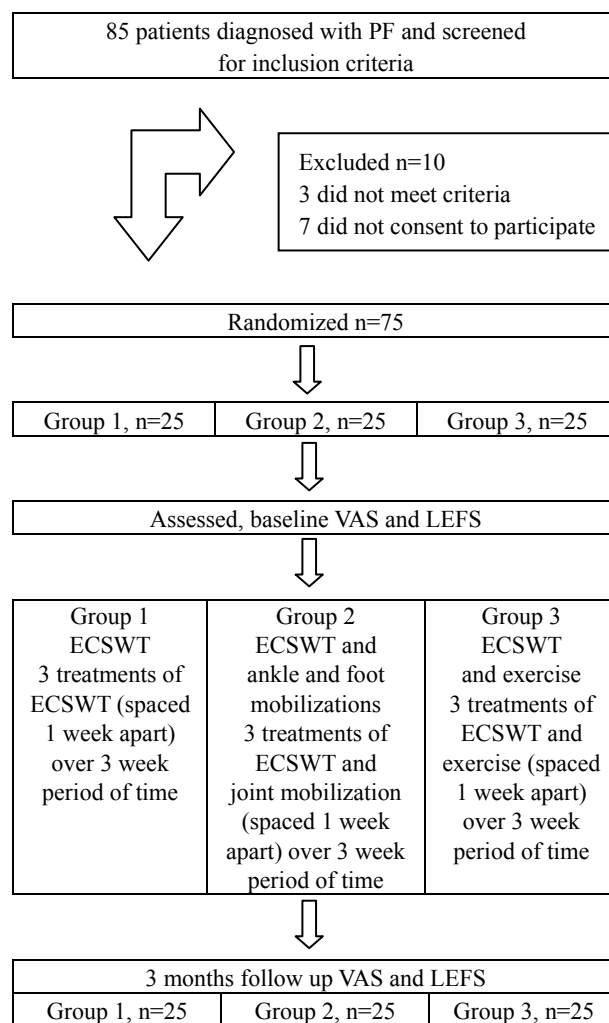 85 patients diagnosed with PF and screened
for inclusion criteria
Excluded n=10
3 did not meet criteria
7 did not consent to participate
Randomized n=75
Group 1, n=25
Group 2, n=25
Group 3, n=25
Assessed, baseline VAS and LEFS
Group 1
ECSWT
3 treatments of
ECSWT (spaced
1 week apart)
over 3 week
period of time
Group 2
ECSWT and
ankle and foot
mobilizations
3 treatments of
ECSWT and
joint mobilization
(spaced 1 week
apart) over 3 week
period of time
Group 3
ECSWT
and exercise
3 treatments of
ECSWT and
exercise (spaced
1 week apart)
over 3 week
period of time
3 months follow up VAS and LEFS
Group 1, n=25
Group 2, n=25
Group 3, n=25